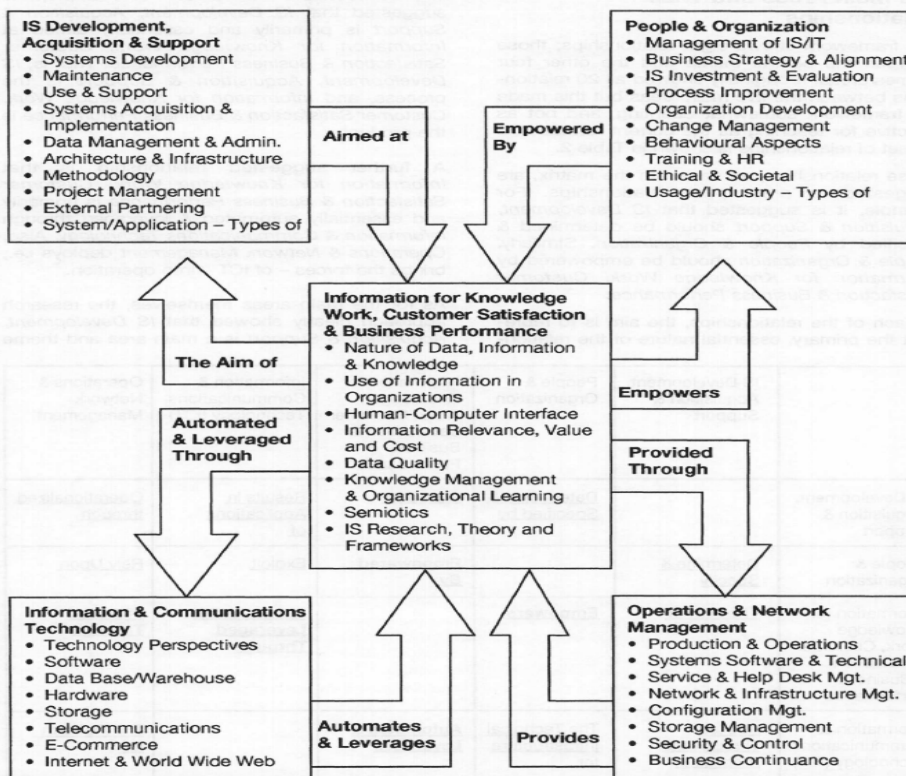 IS Development,
Acquisition & Support
• Systems Development
• Maintenance
• Use & Support
• Systems Acquisition &
Implementation
• Data Management & Admin.
• Architecture & Infrastructure
• Methodology
• Project Management
• External Partnering
• System/Application – Types of
People & Organization
• Management of IS/IT
• Business Strategy & Alignment
• IS Investment & Evaluation
• Process Improvement
• Organization Development
• Change Management
• Behavioural Aspects
• Training & HR
• Ethical & Societal
• Usage/Industry – Types of
Aimed at
Empowered
By
Information for Knowledge
Work, Customer Satisfaction
& Business Performance
• Nature of Data, Information
& Knowledge
• Use of Information in
Organizations
• Human-Computer Interface
• Information Relevance, Value
and Cost
• Data Quality
• Knowledge Management
& Organizational Learning
• Semiotics
• IS Research, Theory and
Frameworks
The Aim of
Empowers
Automated
& Leveraged
Through
Provided
Through
Information & Communications
Technology
• Technology Perspectives
• Software
• Data Base/Warehouse
• Hardware
• Storage
• Telecommunications
• E-Commerce
• Internet & World Wide Web
Automates
& Leverages
Provides
Operations & Network
Management
• Production & Operations
• Systems Software & Technical
• Service & Help Desk Mgt.
• Network & Infrastructure Mgt.
• Configuration Mgt.
• Storage Management
• Security & Control
• Business Continuance